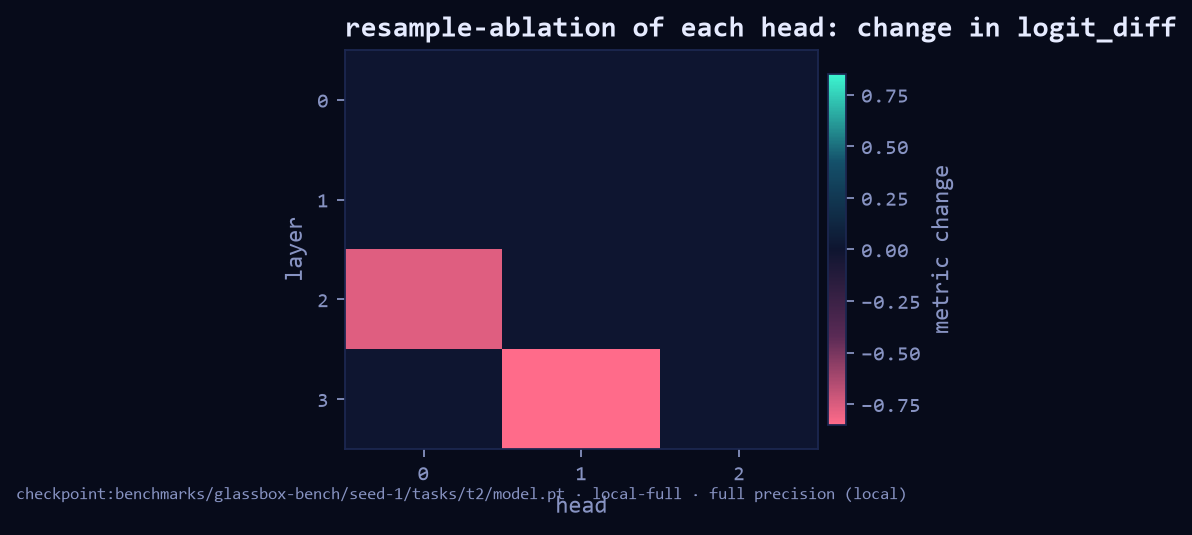 resample-ablation of each head: change in logit_diff
0
1
2
3
layer
0
1
2
head
0.75
0.50
0.25
0.00
−0.25
−0.50
−0.75
metric change
checkpoint:benchmarks/glassbox-bench/seed-1/tasks/t2/model.pt · local-full · full precision (local)